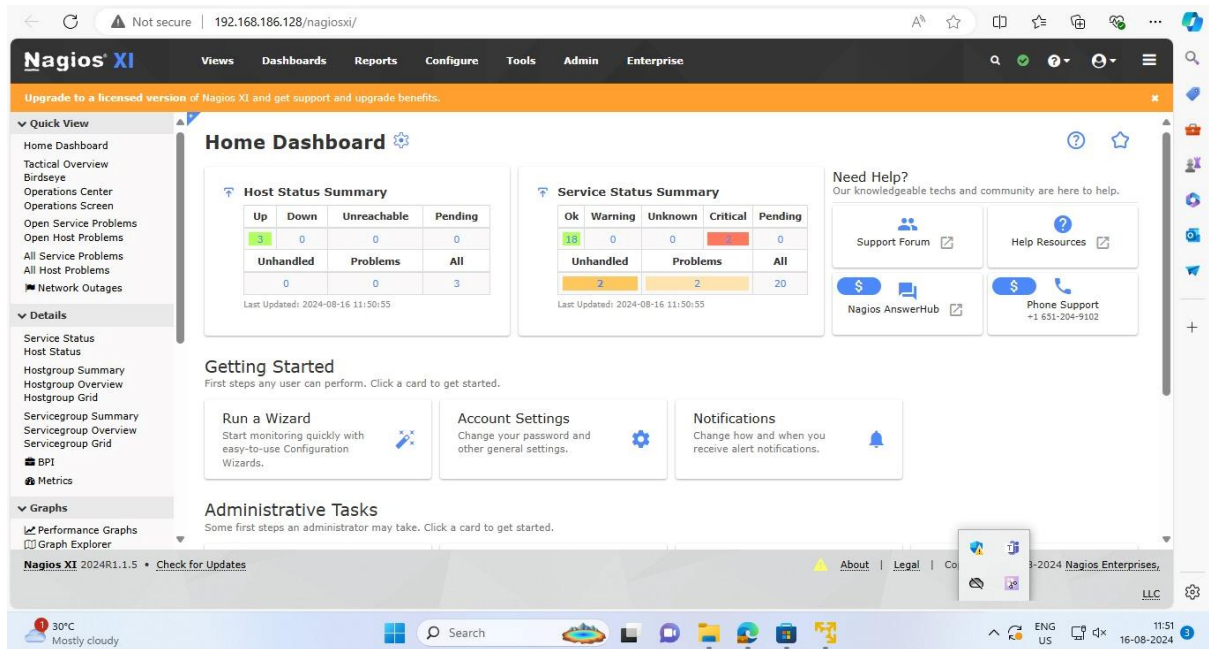 Not secure 192.168.186.128/nagiosxi/
Nagios® XI Views Dashboards Reports Configure Tools Admin Enterprise
Upgrade to a licensed version of Nagios XI and get support and upgrade benefits.
Quick View
Home Dashboard
Tactical Overview
Birdseye
Operations Center
Operations Screen
Open Service Problems
Open Host Problems
All Service Problems
All Host Problems
Network Outages
Details
Service Status
Host Status
Hostgroup Summary
Hostgroup Overview
Hostgroup Grid
Servicegroup Summary
Servicegroup Overview
Servicegroup Grid
BPI
Metrics
Graphs
Performance Graphs
Graph Explorer
Home Dashboard
Host Status Summary
Up Down Unreachable Pending
3 0 0 0
Unhandled Problems All
0 0 3
Last Updated: 2024-08-16 11:50:55
Service Status Summary
Ok Warning Unknown Critical Pending
18 0 0 2 0
Unhandled Problems All
2 2 20
Last Updated: 2024-08-16 11:50:55
Need Help?
Our knowledgeable techs and community are here to help.
Support Forum
Help Resources
$
Nagios AnswerHub
$
Phone Support
+1 651-204-9102
Getting Started
First steps any user can perform. Click a card to get started.
Run a Wizard
Start monitoring quickly with
easy-to-use Configuration
Wizards.
Account Settings
Change your password and
other general settings.
Notifications
Change how and when you
receive alert notifications.
Administrative Tasks
Some first steps an administrator may take. Click a card to get started.
Nagios XI 2024R1.1.5 • Check for Updates
About | Legal | Co -2024 Nagios Enterprises,
LLC
1
30°C
Mostly cloudy
Search
ENG
US
11:51
16-08-2024
3